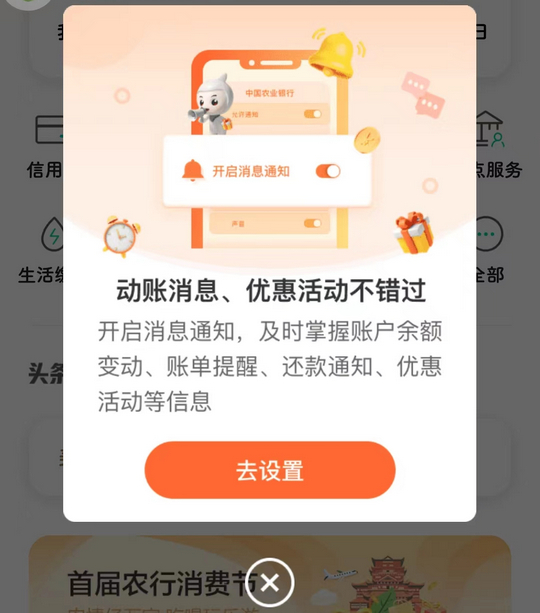 日
中国农业银行
允许通知
开启消息通知
声音
信用
点服务
生活缴
全部
动账消息、优惠活动不错过
开启消息通知，及时掌握账户余额
变动、账单提醒、还款通知、优惠
活动等信息
头条
去设置
首届农行消费节